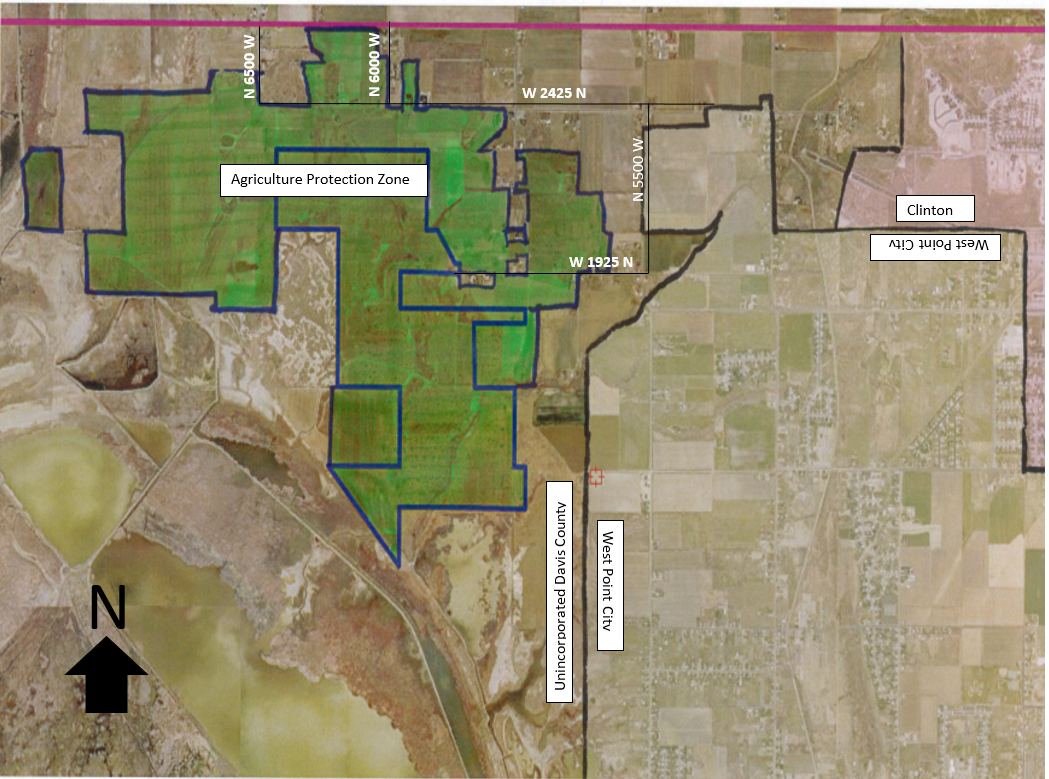 N 6500 W
N 6000 W
W 2425 N
N 5500 W
Agriculture Protection Zone
Clinton
West Point City
W 1925 N
Unincorporated Davis County
West Point City
N